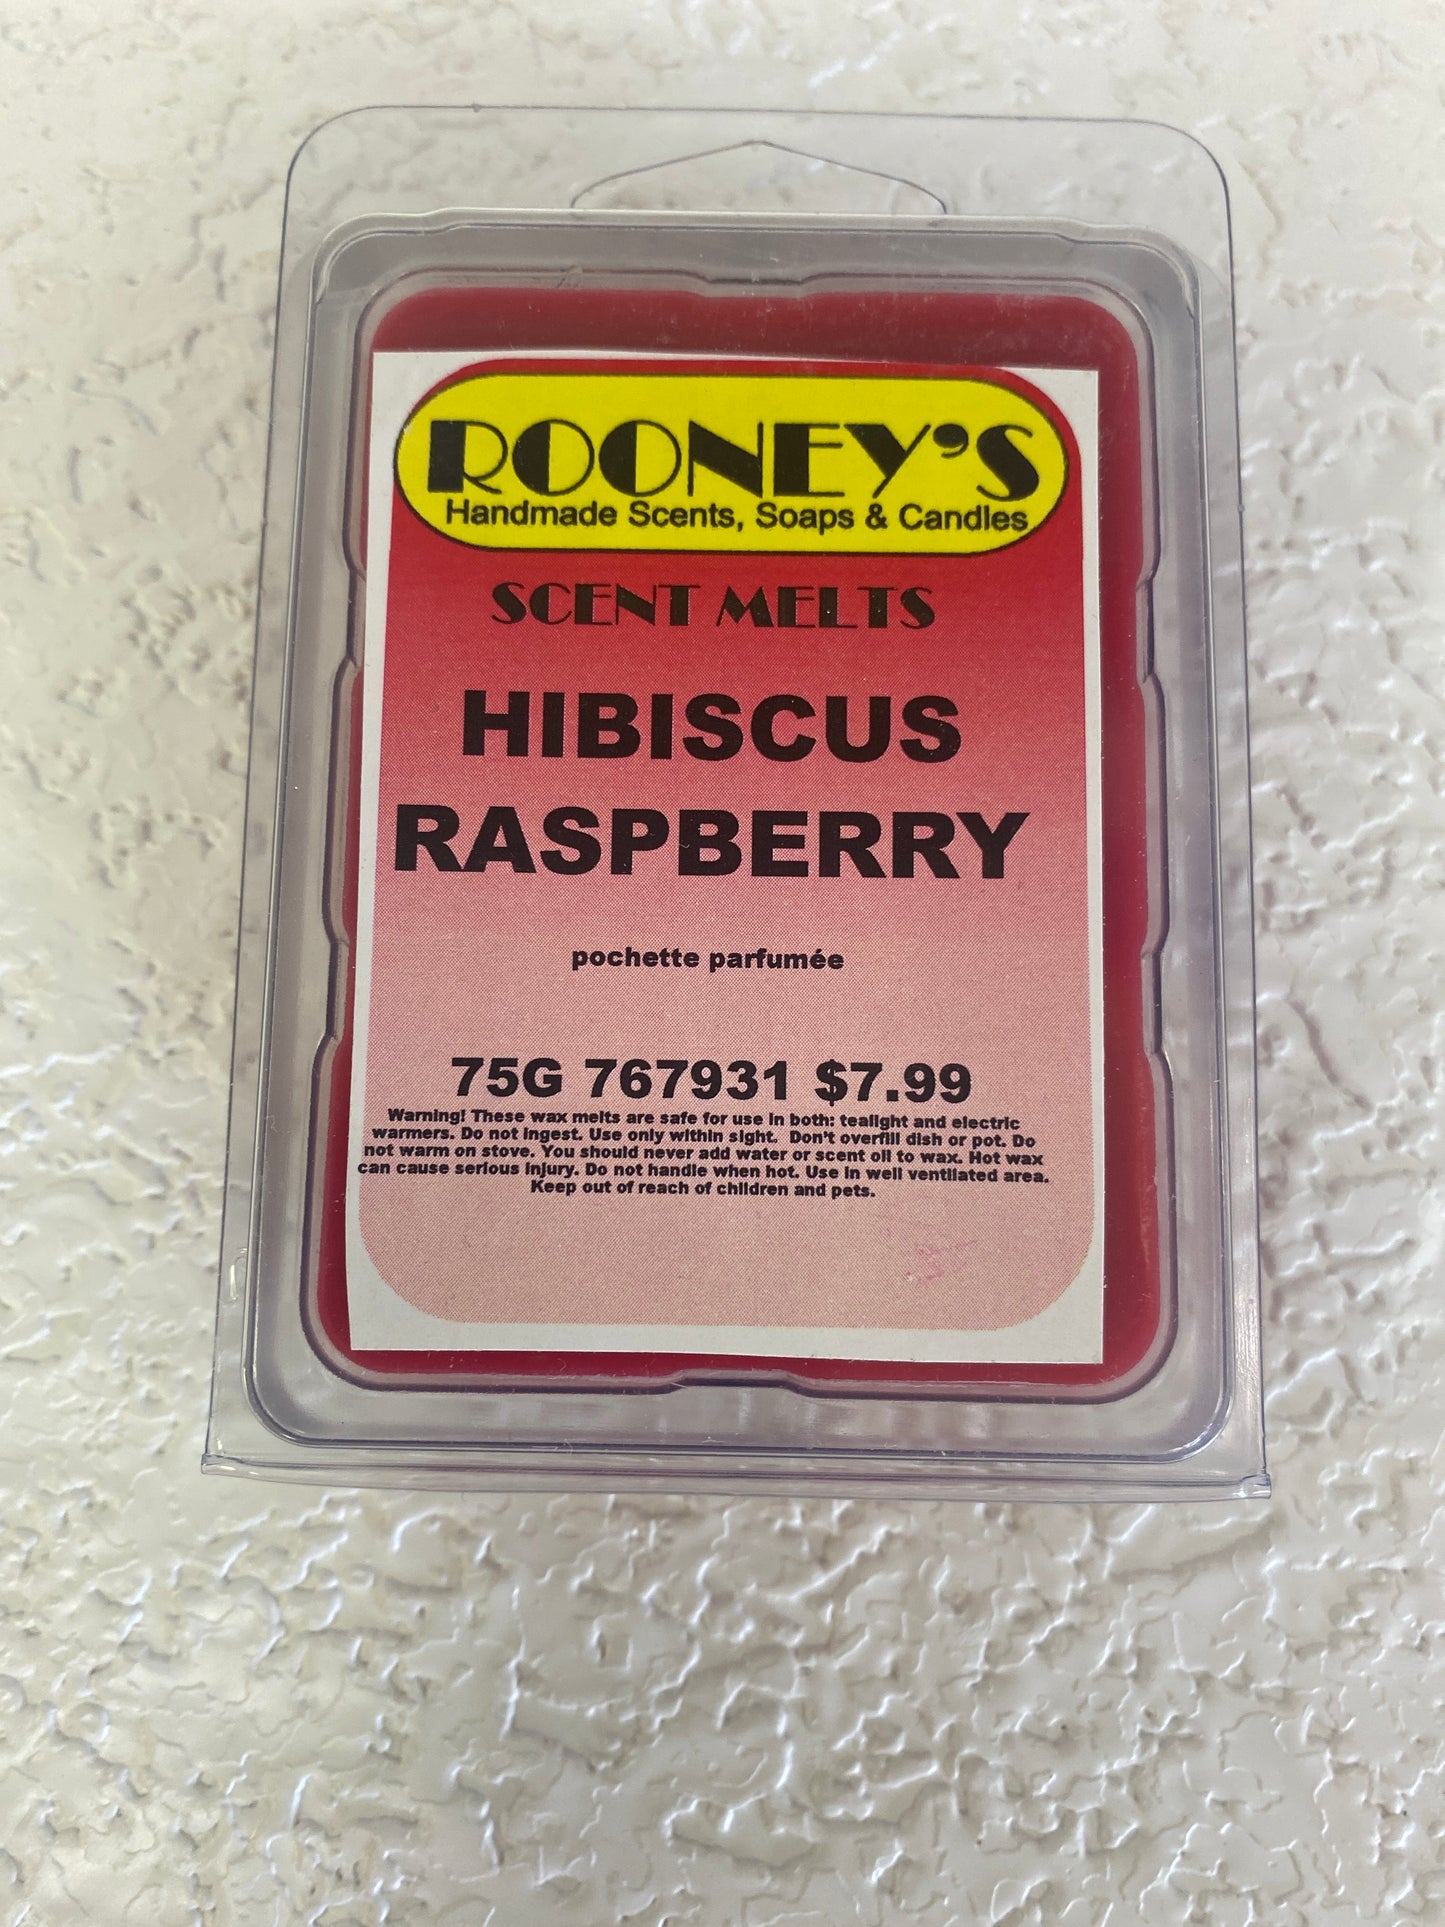 ROONEY'S
Handmade Scents, Soaps & Candles
SCENT MELTS
HIBISCUS
RASPBERRY
pochette parfumée
75G 767931 $7.99
Warning! These wax melts are safe for use in both: tealight and electric
warmers. Do not ingest. Use only within sight. Don't overfill dish or pot. Do
not warm on stove. You should never add water or scent oil to wax. Hot wax
can cause serious injury. Do not handle when hot. Use in well ventilated area.
Keep out of reach of children and pets.